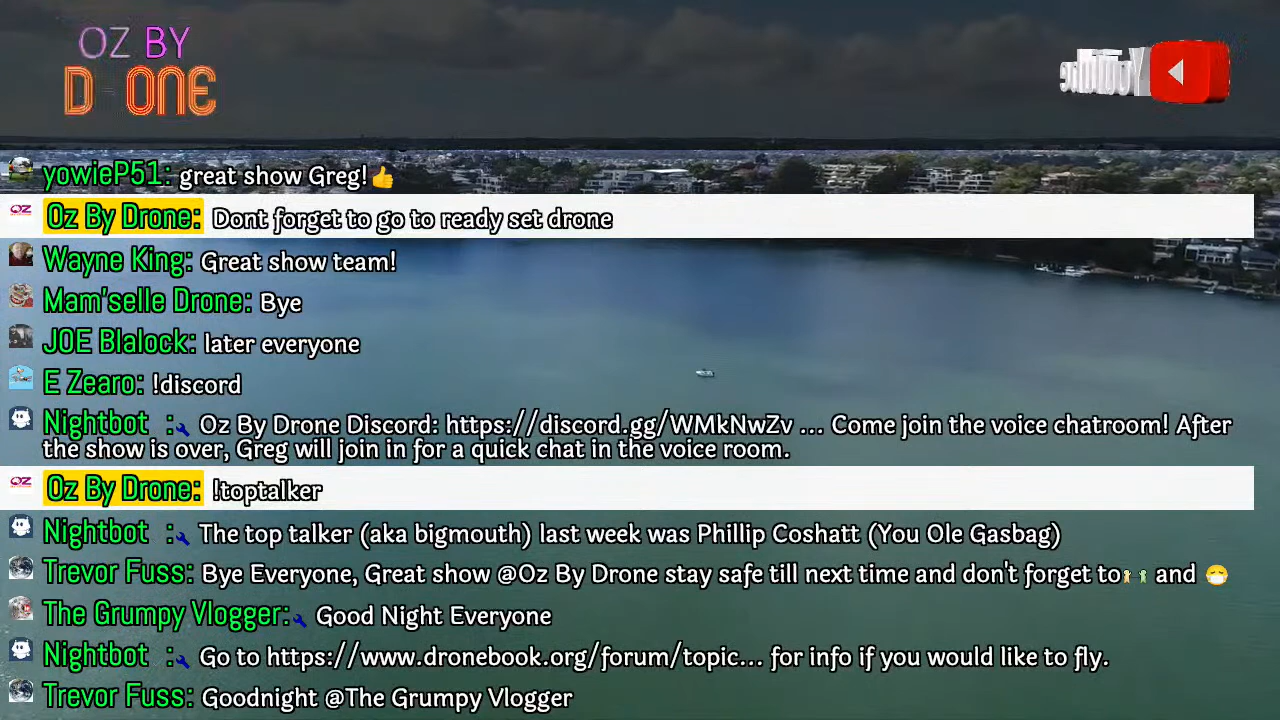 OZ BY
D ONE
YouTube
yowieP51: great show Greg!👍
OZ
Oz By Drone: Dont forget to go to ready set drone
Wayne King: Great show team!
Mam'selle Drone: Bye
JOE Blalock: later everyone
E Zearo: !discord
Nightbot : Oz By Drone Discord: https://discord.gg/WMkNwZv ... Come join the voice chatroom! After
the show is over, Greg will join in for a quick chat in the voice room.
OZ
Oz By Drone: !toptalker
Nightbot : The top talker (aka bigmouth) last week was Phillip Coshatt (You Ole Gasbag)
Trevor Fuss: Bye Everyone, Great show @Oz By Drone stay safe till next time and don't forget to and 😷
The Grumpy Vlogger: Good Night Everyone
Nightbot : Go to https://www.dronebook.org/forum/topic... for info if you would like to fly.
Trevor Fuss: Goodnight @The Grumpy Vlogger